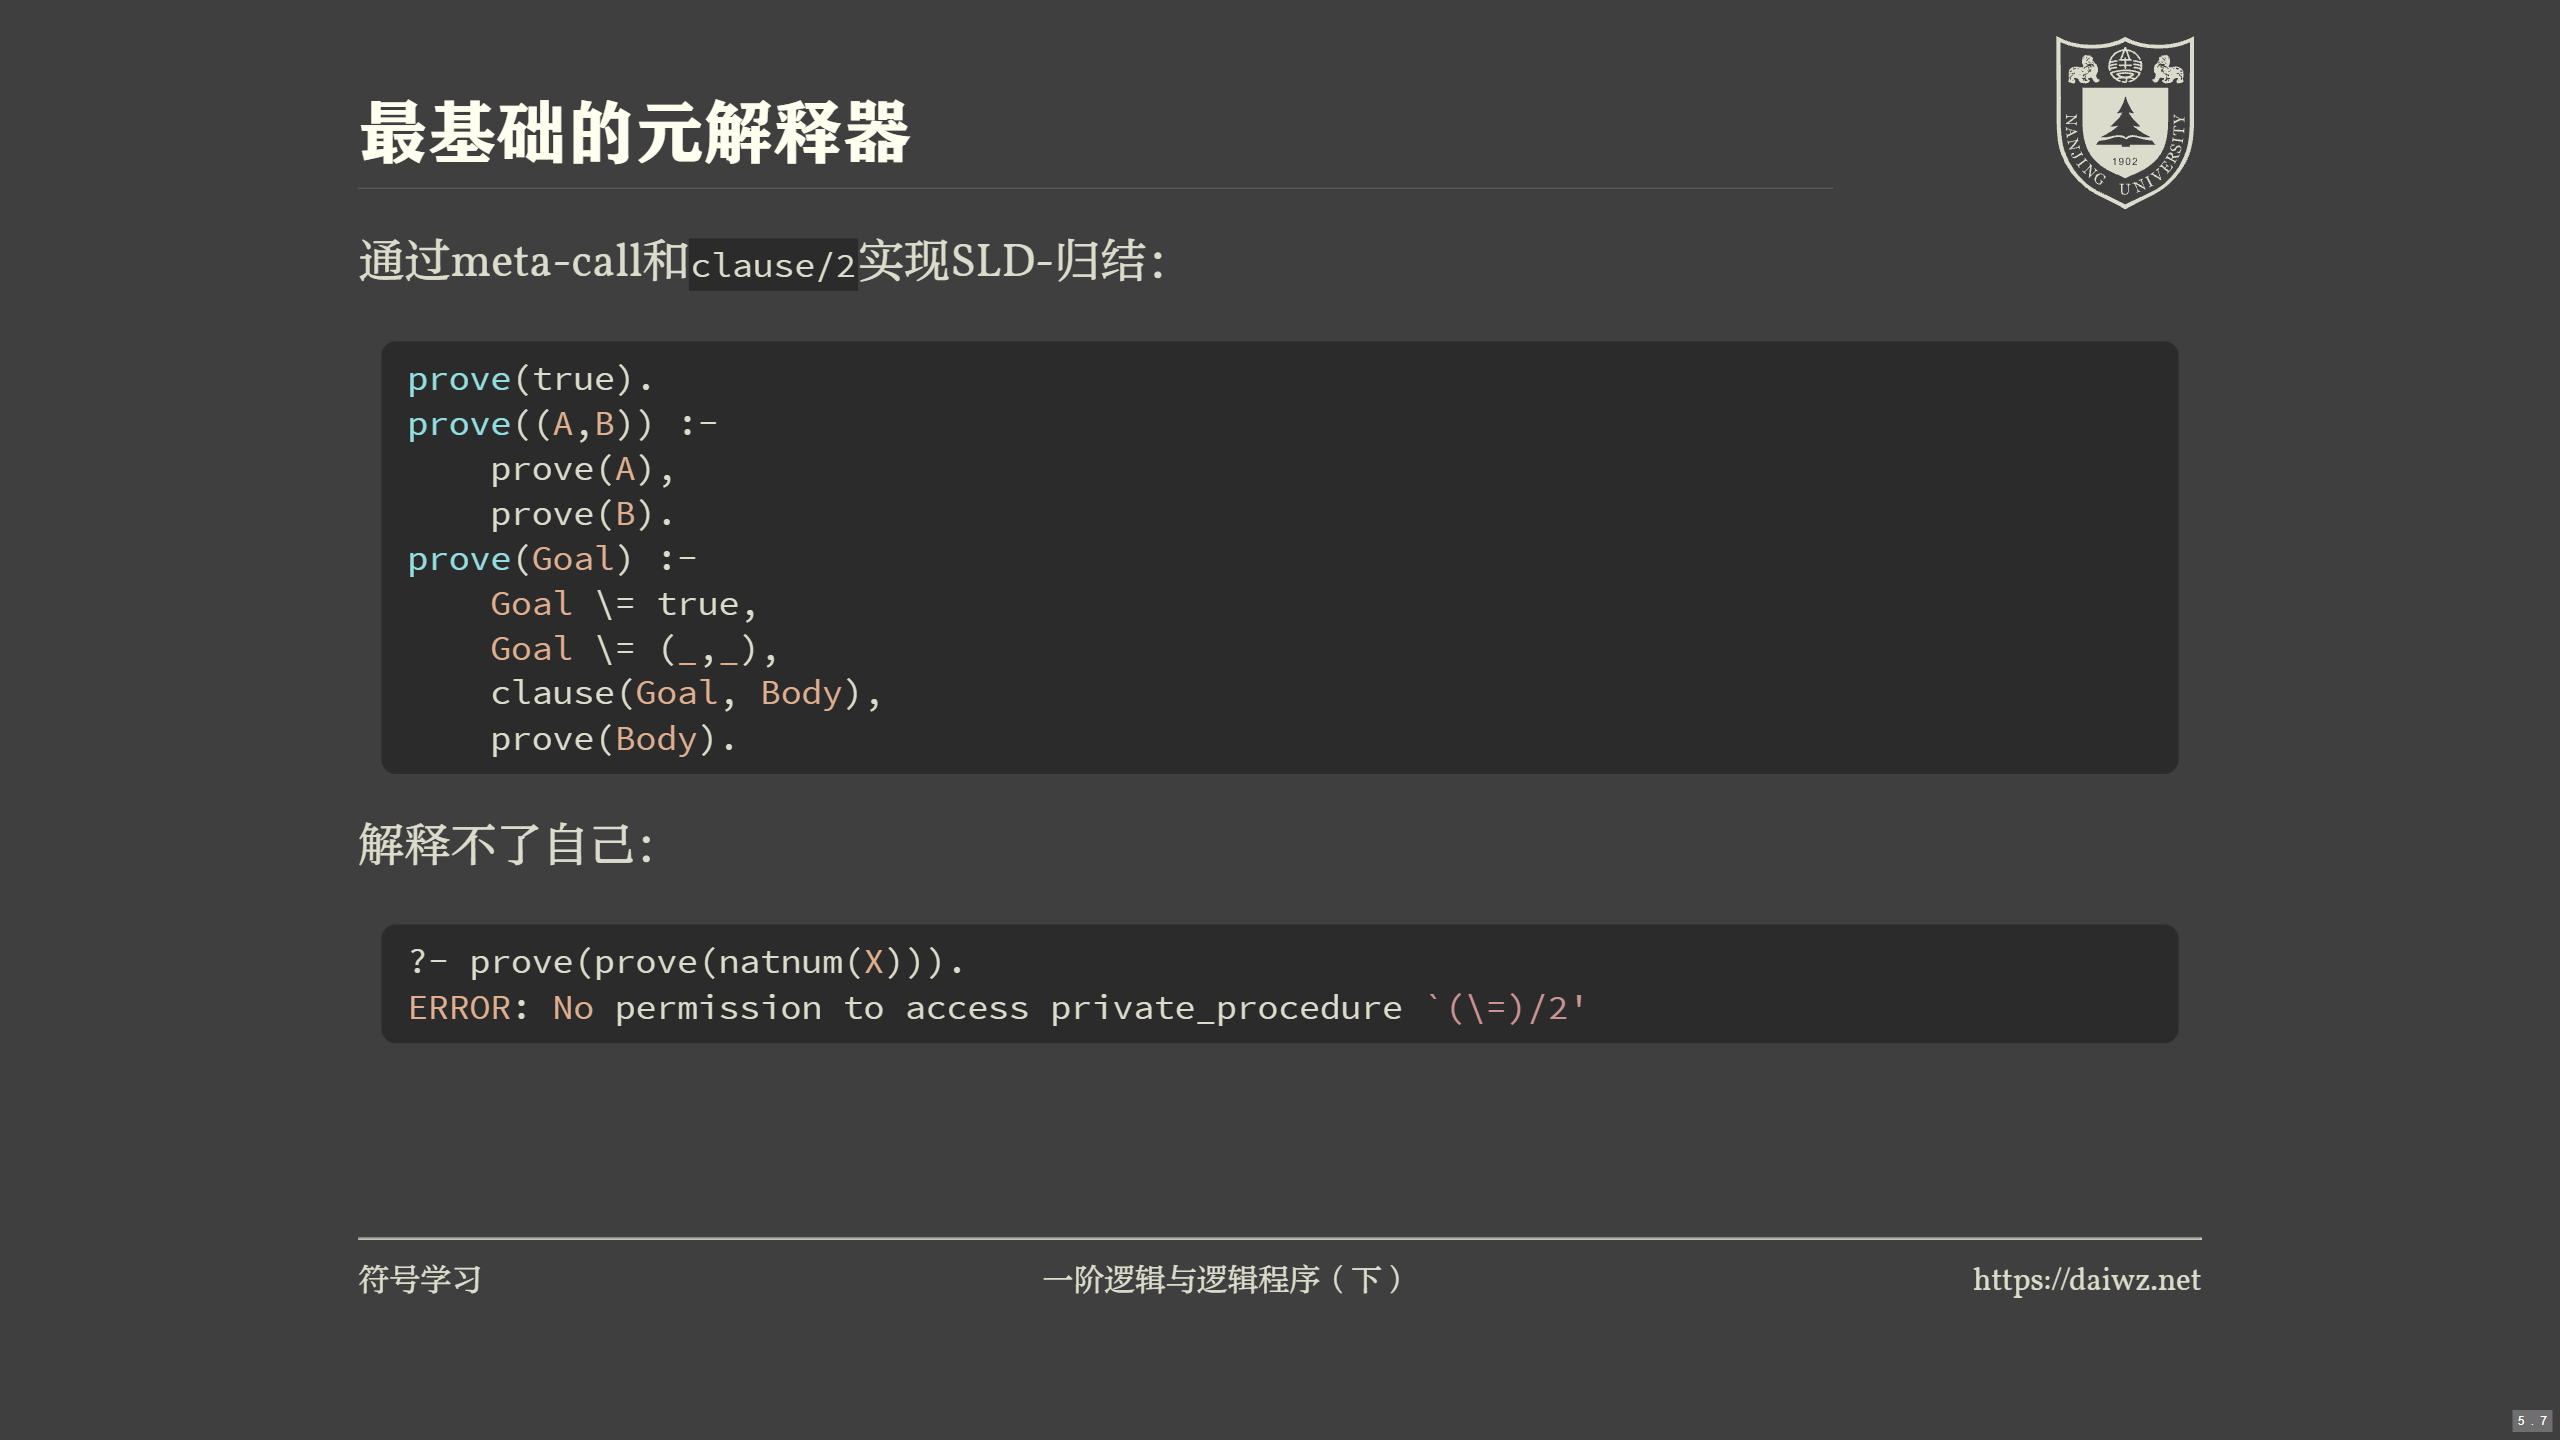 最基础的元解释器
NANJING UNIVERSITY
1902
通过meta-call和clause/2实现SLD-归结：
prove(true).
prove((A,B)) :-
    prove(A),
    prove(B).
prove(Goal) :-
    Goal \= true,
    Goal \= (_,_),
    clause(Goal, Body),
    prove(Body).
解释不了自己：
?- prove(prove(natnum(X))).
ERROR: No permission to access private_procedure `(\=)/2'
符号学习
一阶逻辑与逻辑程序（下）
https://daiwz.net
5 . 7